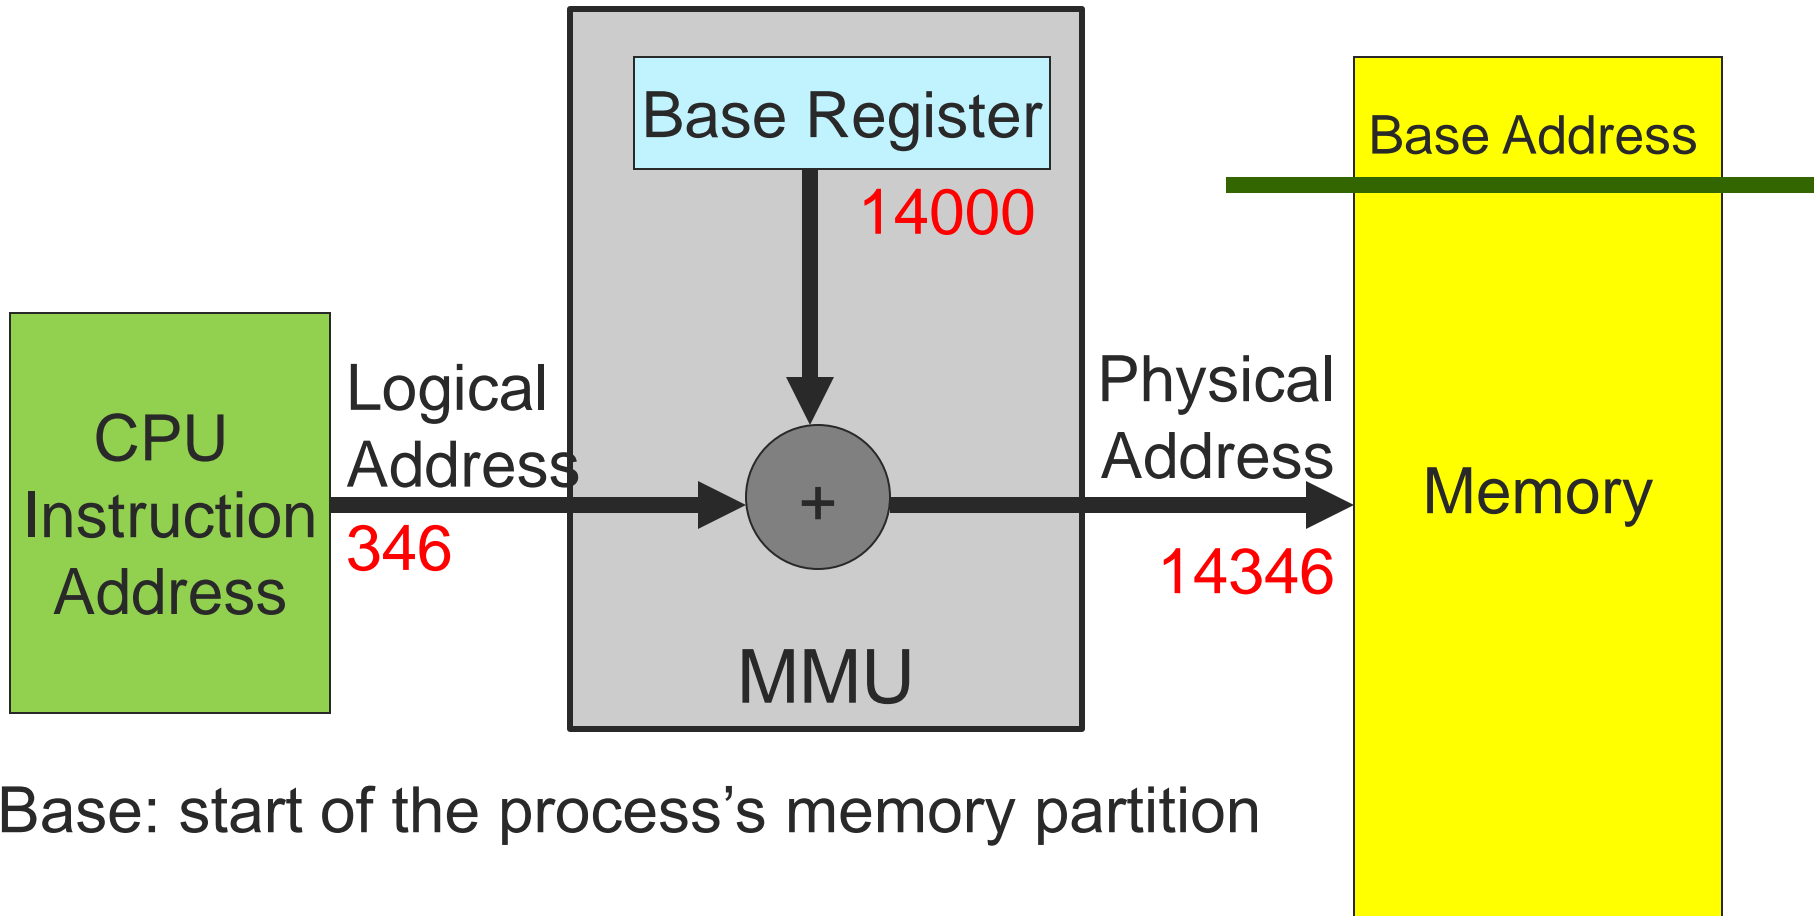 Base Register
14000
Base Address
CPU
Instruction
Address
Logical
Address
346
+
MMU
Physical
Address
14346
Memory
Base: start of the process’s memory partition